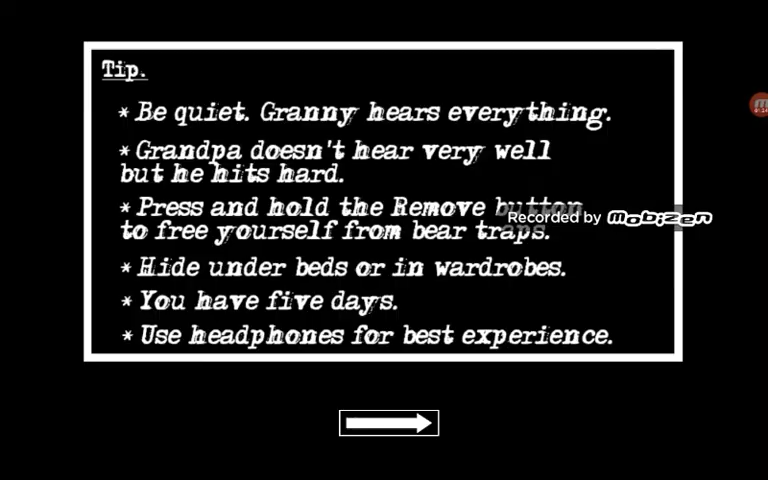 Tip.
* Be quiet. Granny hears everything.
* Grandpa doesn't hear very well
but he hits hard.
* Press and hold the Remove button
Recorded by mobizen
to free yourself from bear traps.
* Hide under beds or in wardrobes.
* You have five days.
* Use headphones for best experience.